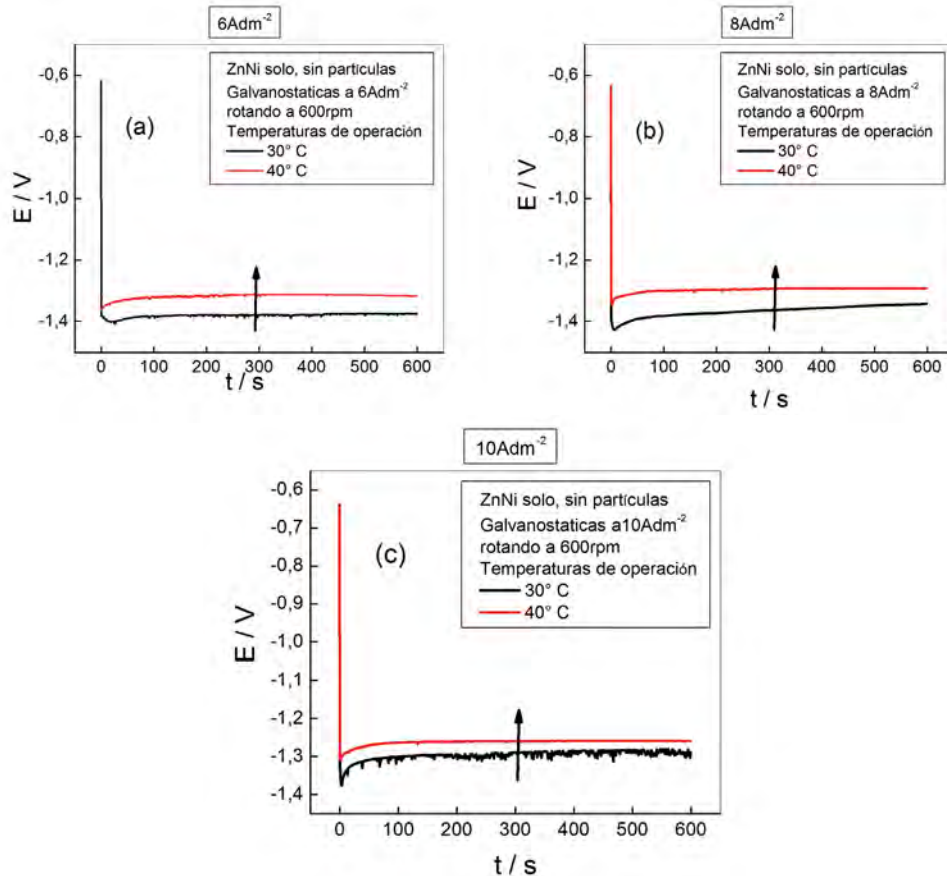 6Adm⁻²
-0,6
-0,8
-1,0
-1,2
-1,4
E / V
(a)
ZnNi solo, sin partículas
Galvanostaticas a 6Adm⁻²
rotando a 600rpm
Temperaturas de operación
30° C
40° C
0 100 200 300 400 500 600
t / s
8Adm⁻²
-0,6
-0,8
-1,0
-1,2
-1,4
E / V
(b)
ZnNi solo, sin partículas
Galvanostaticas a 8Adm⁻²
rotando a 600rpm
Temperaturas de operación
30° C
40° C
0 100 200 300 400 500 600
t / s
10Adm⁻²
-0,6
-0,7
-0,8
-0,9
-1,0
-1,1
-1,2
-1,3
-1,4
E / V
(c)
ZnNi solo, sin partículas
Galvanostaticas a10Adm⁻²
rotando a 600rpm
Temperaturas de operación
30° C
40° C
0 100 200 300 400 500 600
t / s